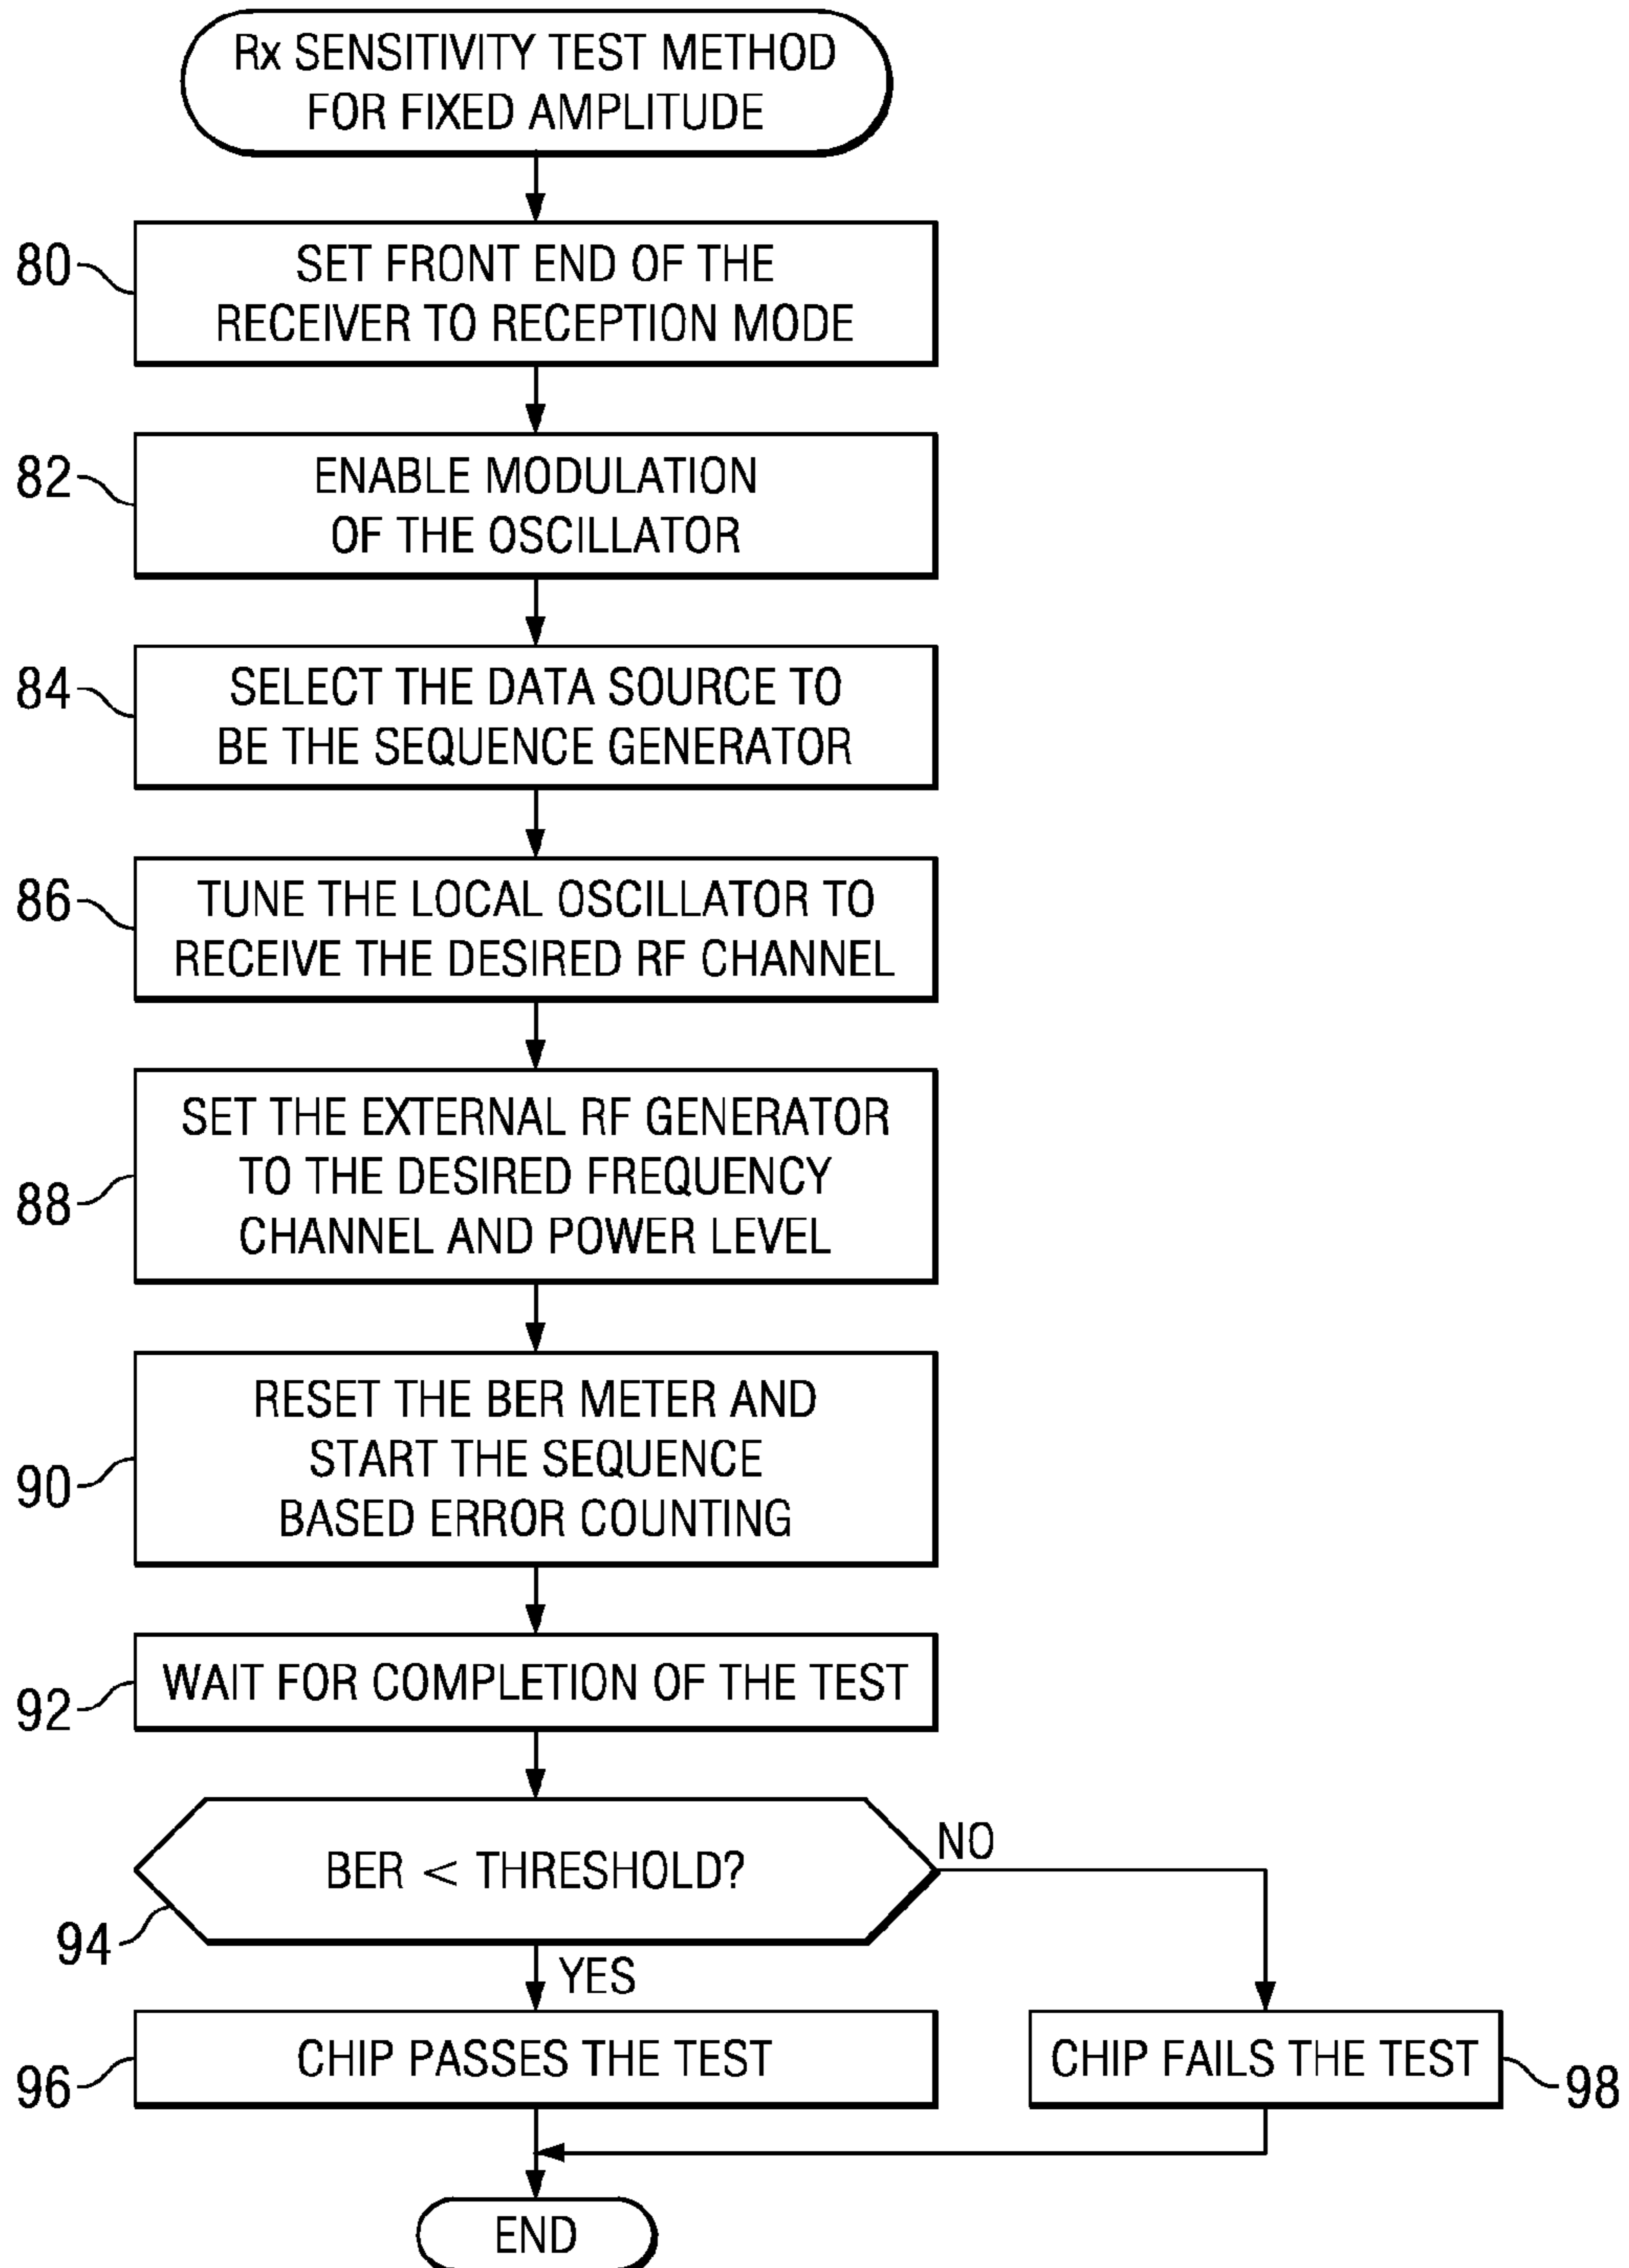 Rx SENSITIVITY TEST METHOD
FOR FIXED AMPLITUDE
80
SET FRONT END OF THE
RECEIVER TO RECEPTION MODE
82
ENABLE MODULATION
OF THE OSCILLATOR
84
SELECT THE DATA SOURCE TO
BE THE SEQUENCE GENERATOR
86
TUNE THE LOCAL OSCILLATOR TO
RECEIVE THE DESIRED RF CHANNEL
88
SET THE EXTERNAL RF GENERATOR
TO THE DESIRED FREQUENCY
CHANNEL AND POWER LEVEL
90
RESET THE BER METER AND
START THE SEQUENCE
BASED ERROR COUNTING
92
WAIT FOR COMPLETION OF THE TEST
94
BER < THRESHOLD?
NO
YES
96
CHIP PASSES THE TEST
CHIP FAILS THE TEST
98
END